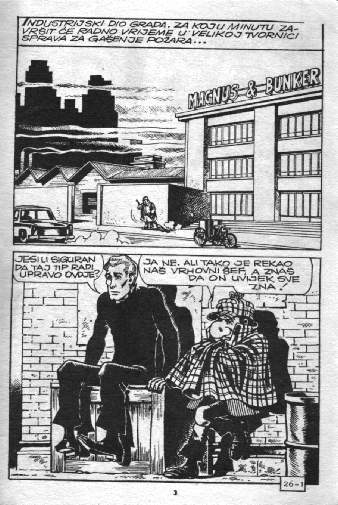 INDUSTRIJSKI DIO GRADA. ZA KOJU MINUTU ZA-
VRŠIT ĆE RADNO VRIJEME U VELIKOJ TVORNICI
SPRAVA ZA GAŠENJE POŽARA...
MAGNUS & BUNKER
JESI LI SIGURAN
DA TAJ TIP RADI
UPRAVO OVDJE?
JA NE. ALI TAKO JE REKAO
NAŠ VRHOVNI ŠEF, A ZNAŠ
DA ON UVIJEK SVE
ZNA!
26-1
3